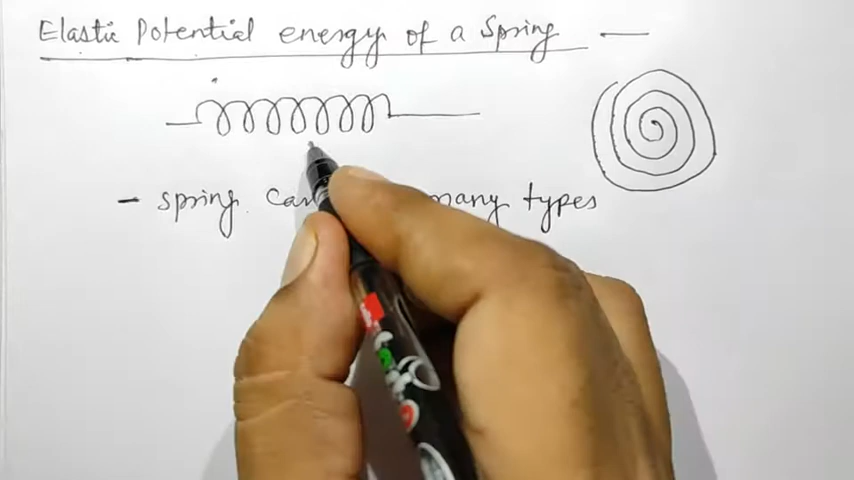 Elastic Potential energy of a Spring —
- spring can many types